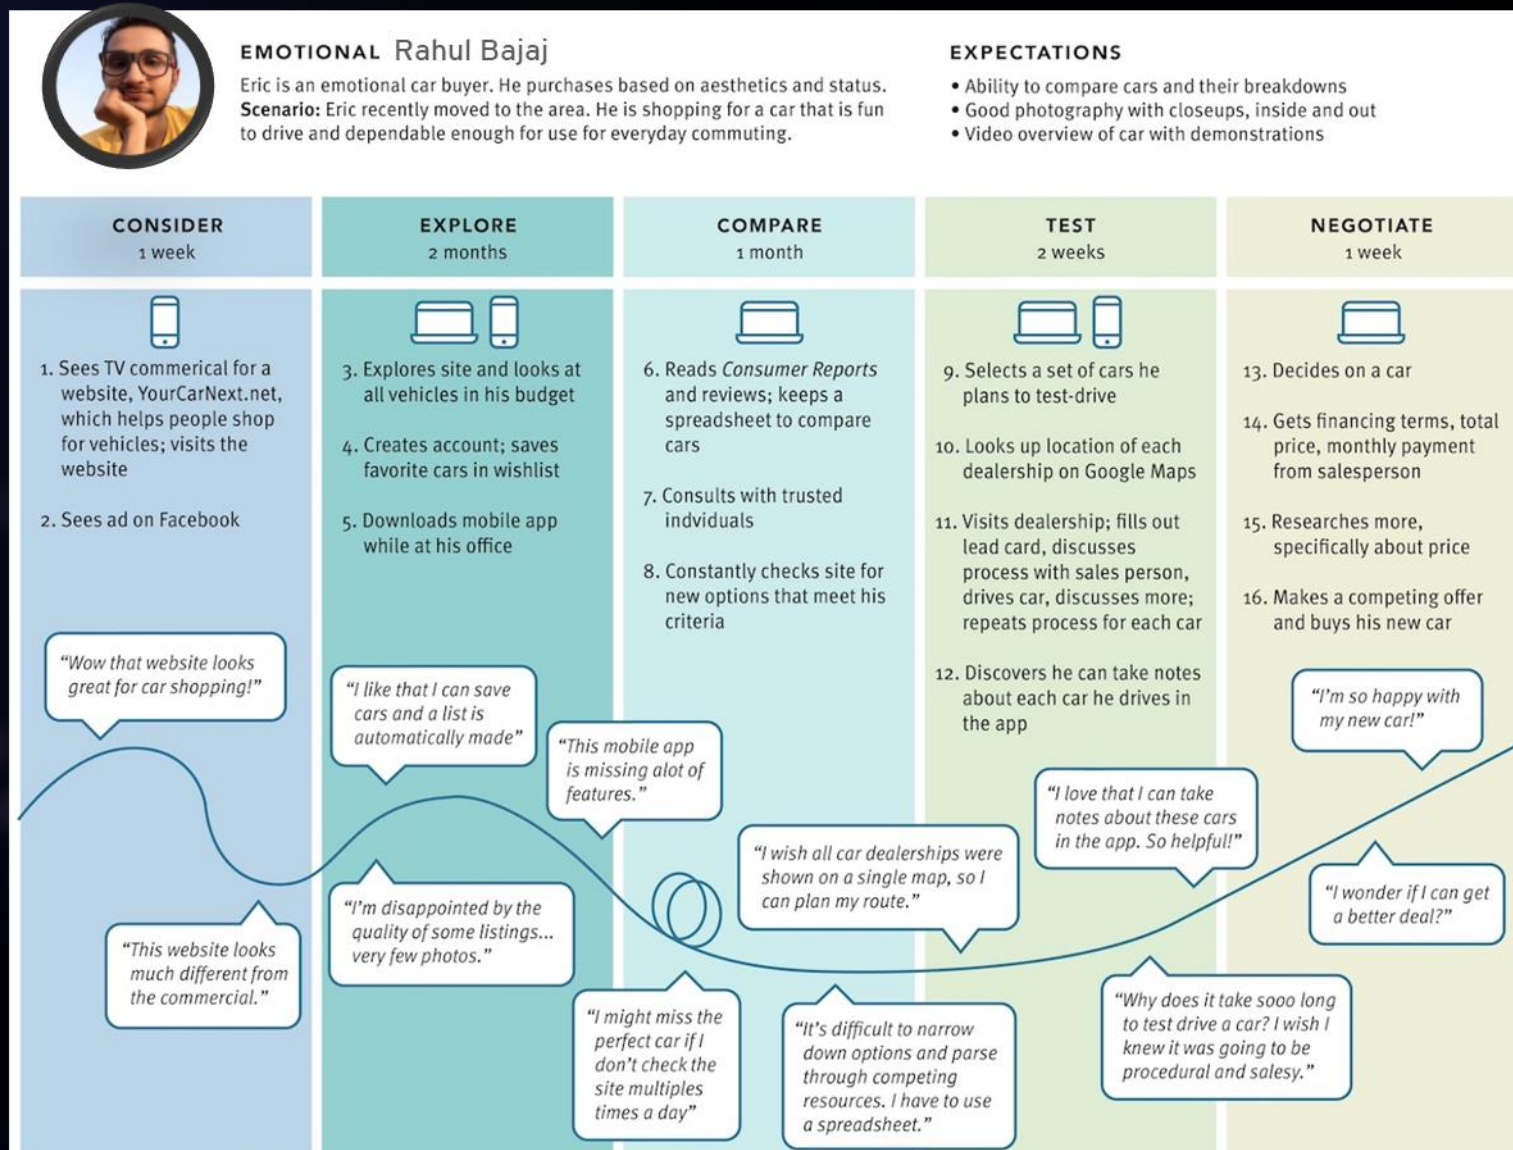 EMOTIONAL Rahul Bajaj
Eric is an emotional car buyer. He purchases based on aesthetics and status.
Scenario: Eric recently moved to the area. He is shopping for a car that is fun
to drive and dependable enough for use for everyday commuting.
EXPECTATIONS
• Ability to compare cars and their breakdowns
• Good photography with closeups, inside and out
• Video overview of car with demonstrations
CONSIDER
1 week
EXPLORE
2 months
COMPARE
1 month
TEST
2 weeks
NEGOTIATE
1 week
1. Sees TV commerical for a
website, YourCarNext.net,
which helps people shop
for vehicles; visits the
website
2. Sees ad on Facebook
3. Explores site and looks at
all vehicles in his budget
4. Creates account; saves
favorite cars in wishlist
5. Downloads mobile app
while at his office
6. Reads Consumer Reports
and reviews; keeps a
spreadsheet to compare
cars
7. Consults with trusted
indviduals
8. Constantly checks site for
new options that meet his
criteria
9. Selects a set of cars he
plans to test-drive
10. Looks up location of each
dealership on Google Maps
11. Visits dealership; fills out
lead card, discusses
process with sales person,
drives car, discusses more;
repeats process for each car
12. Discovers he can take notes
about each car he drives in
the app
13. Decides on a car
14. Gets financing terms, total
price, monthly payment
from salesperson
15. Researches more,
specifically about price
16. Makes a competing offer
and buys his new car
“Wow that website looks
great for car shopping!”
“This website looks
much different from
the commercial.”
“I like that I can save
cars and a list is
automatically made”
“I’m disappointed by the
quality of some listings...
very few photos.”
“This mobile app
is missing alot of
features.”
“I might miss the
perfect car if I
don’t check the
site multiples
times a day”
“I wish all car dealerships were
shown on a single map, so I
can plan my route.”
“It’s difficult to narrow
down options and parse
through competing
resources. I have to use
a spreadsheet.”
“I love that I can take
notes about these cars
in the app. So helpful!”
“Why does it take sooo long
to test drive a car? I wish I
knew it was going to be
procedural and salesy.”
“I’m so happy with
my new car!”
“I wonder if I can get
a better deal?”